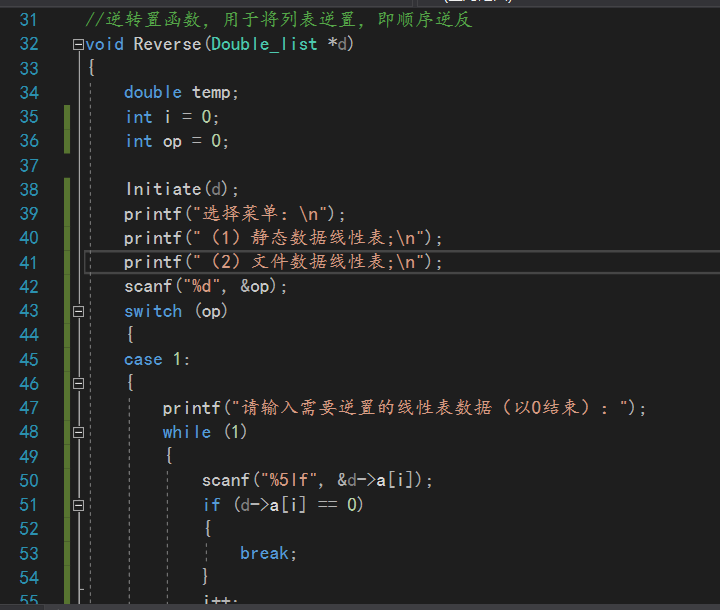 31 //逆转置函数，用于将列表逆置，即顺序逆反
32 void Reverse(Double_list *d)
33 {
34 double temp;
35 int i = 0;
36 int op = 0;
37
38 Initiate(d);
39 printf("选择菜单：\n");
40 printf("（1）静态数据线性表;\n");
41 printf("（2）文件数据线性表;\n");
42 scanf("%d", &op);
43 switch (op)
44 {
45 case 1:
46 {
47 printf("请输入需要逆置的线性表数据（以0结束）：");
48 while (1)
49 {
50 scanf("%5lf", &d->a[i]);
51 if (d->a[i] == 0)
52 {
53 break;
54 }
55 i++;